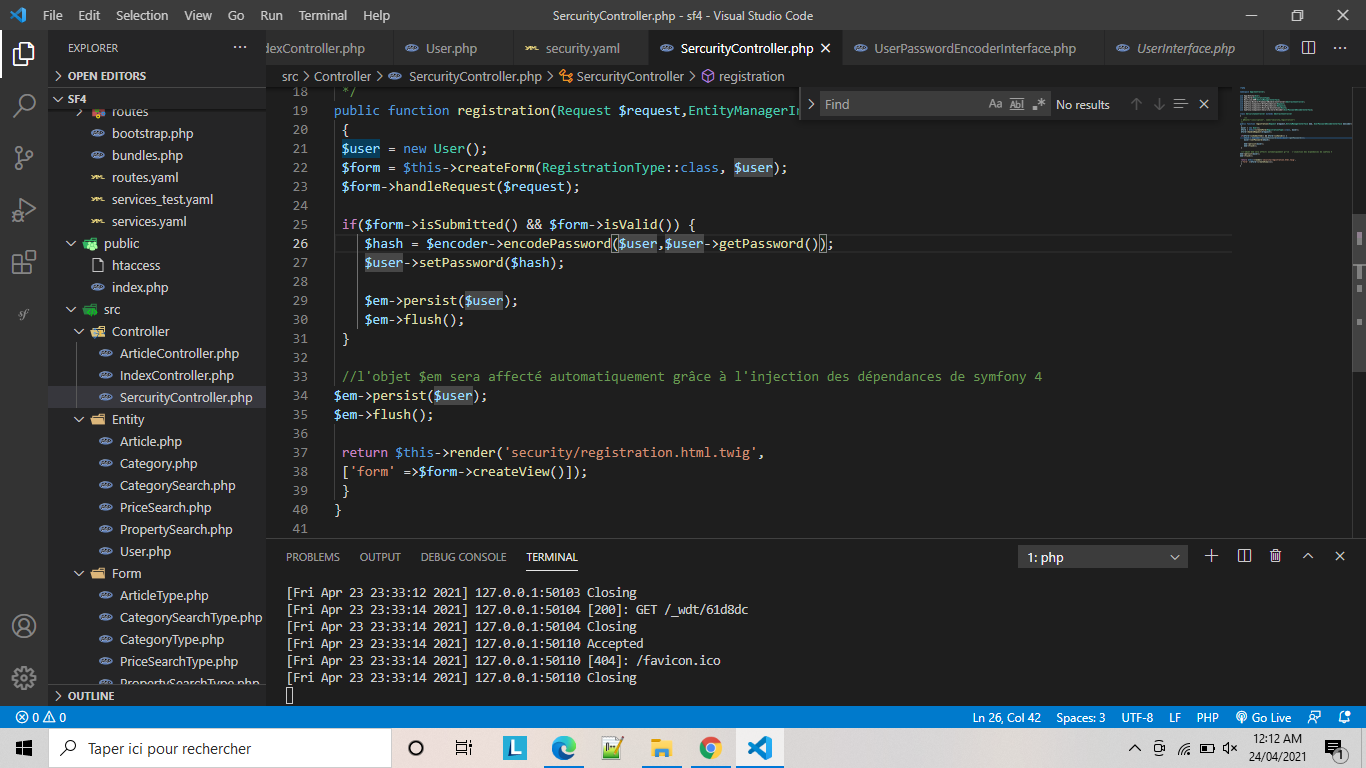 File Edit Selection View Go Run Terminal Help
SercurityController.php - sf4 - Visual Studio Code
EXPLORER
OPEN EDITORS
SF4
routes
bootstrap.php
bundles.php
routes.yaml
services_test.yaml
services.yaml
public
htaccess
index.php
src
Controller
ArticleController.php
IndexController.php
SercurityController.php
Entity
Article.php
Category.php
CategorySearch.php
PriceSearch.php
PropertySearch.php
User.php
Form
ArticleType.php
CategorySearchType.php
CategoryType.php
PriceSearchType.php
PropertySearchType.php
OUTLINE
dexController.php User.php security.yaml SercurityController.php UserPasswordEncoderInterface.php UserInterface.php
src > Controller > SercurityController.php > SercurityController > registration
Find Aa Abl .* No results
18 */
19 public function registration(Request $request,EntityManagerIn
20 {
21 $user = new User();
22 $form = $this->createForm(RegistrationType::class, $user);
23 $form->handleRequest($request);
24
25 if($form->isSubmitted() && $form->isValid()) {
26 $hash = $encoder->encodePassword($user,$user->getPassword());
27 $user->setPassword($hash);
28
29 $em->persist($user);
30 $em->flush();
31 }
32
33 //l'objet $em sera affecté automatiquement grâce à l'injection des dépendances de symfony 4
34 $em->persist($user);
35 $em->flush();
36
37 return $this->render('security/registration.html.twig',
38 ['form' =>$form->createView()]);
39 }
40 }
41
PROBLEMS OUTPUT DEBUG CONSOLE TERMINAL
1: php
[Fri Apr 23 23:33:12 2021] 127.0.0.1:50103 Closing
[Fri Apr 23 23:33:14 2021] 127.0.0.1:50104 [200]: GET /_wdt/61d8dc
[Fri Apr 23 23:33:14 2021] 127.0.0.1:50104 Closing
[Fri Apr 23 23:33:14 2021] 127.0.0.1:50110 Accepted
[Fri Apr 23 23:33:14 2021] 127.0.0.1:50110 [404]: /favicon.ico
[Fri Apr 23 23:33:14 2021] 127.0.0.1:50110 Closing
0 0
Ln 26, Col 42 Spaces: 3 UTF-8 LF PHP Go Live
Taper ici pour rechercher
L
12:12 AM
24/04/2021
1